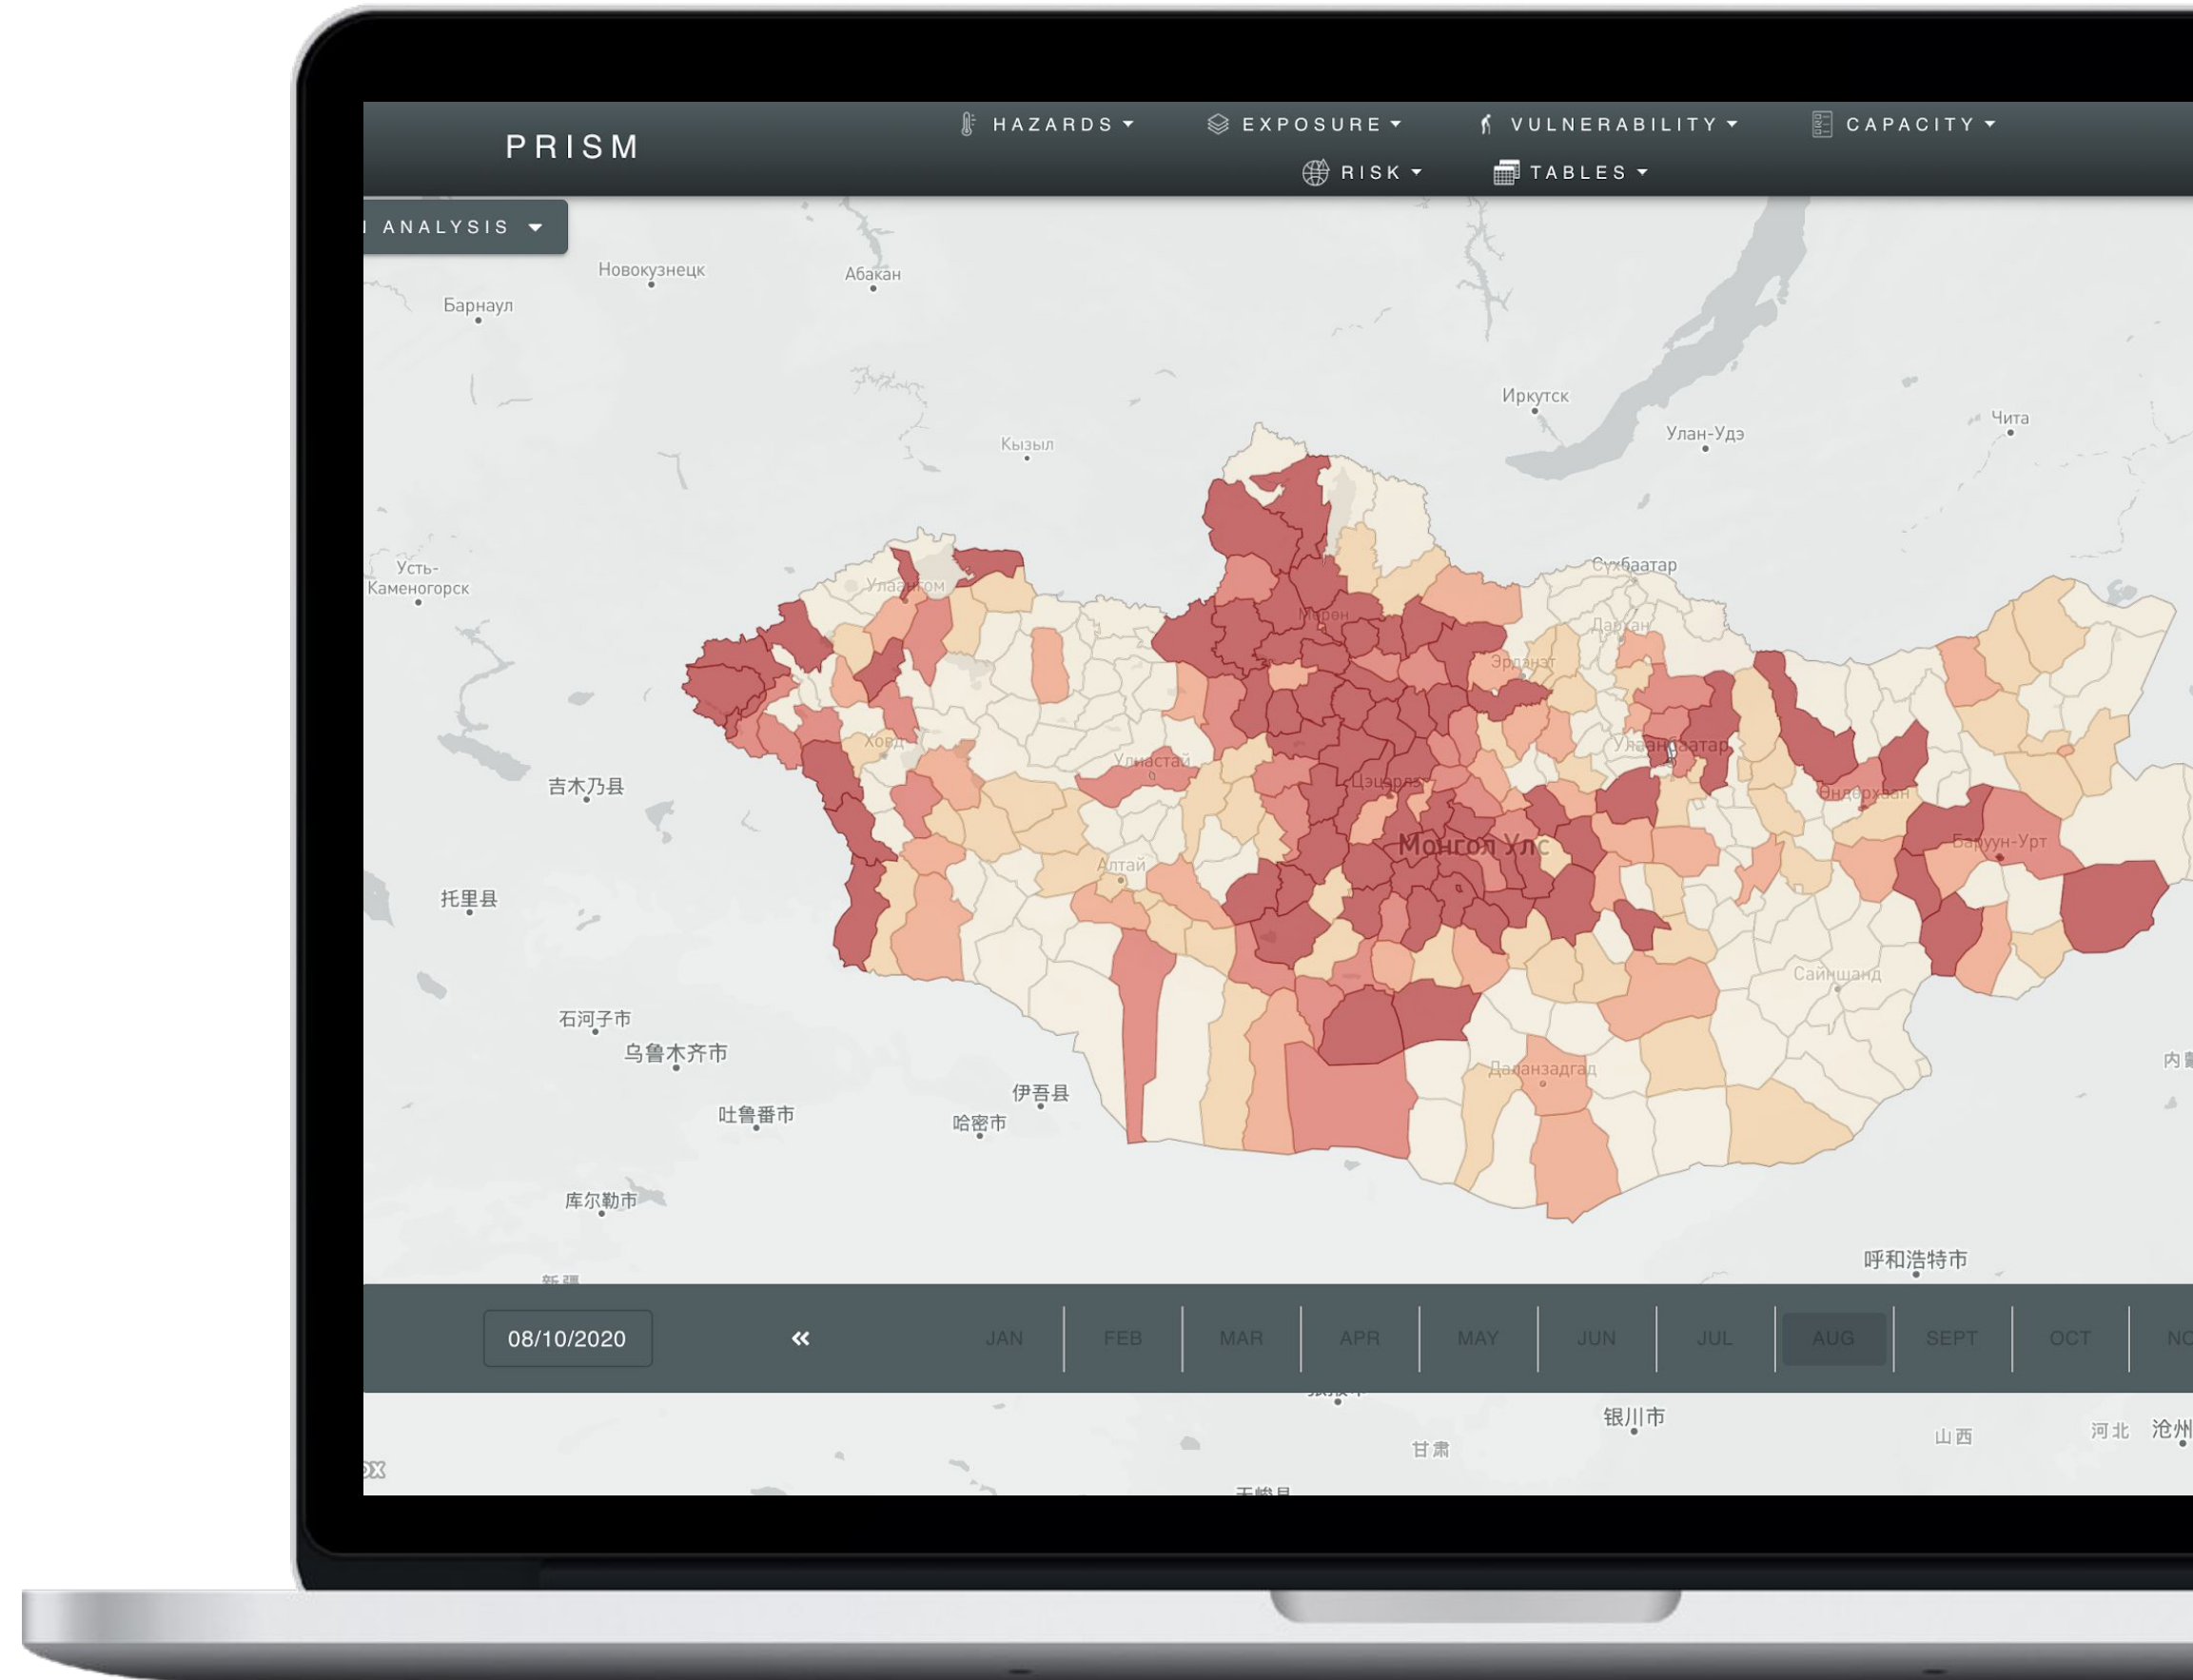 PRISM
HAZARDS
EXPOSURE
VULNERABILITY
CAPACITY
RISK
TABLES
ANALYSIS
Новокузнецк
Абакан
Барнаул
Иркутск
Чита
Улан-Удэ
Кызыл
Усть-
Каменогорск
Сүхбаатар
Улаангом
Мөрөн
Дархан
Эрдэнэт
Ховд
Улиастай
Улаанбаатар
吉木乃县
Цэцэрлэг
Өндөрхаан
Монгол Улс
Баруун-Урт
Алтай
托里县
Сайншанд
石河子市
乌鲁木齐市
Даланзадгад
伊吾县
吐鲁番市
哈密市
库尔勒市
呼和浩特市
新疆
08/10/2020
JAN
FEB
MAR
APR
MAY
JUN
JUL
AUG
SEPT
OCT
银川市
甘肃
山西
河北
沧州